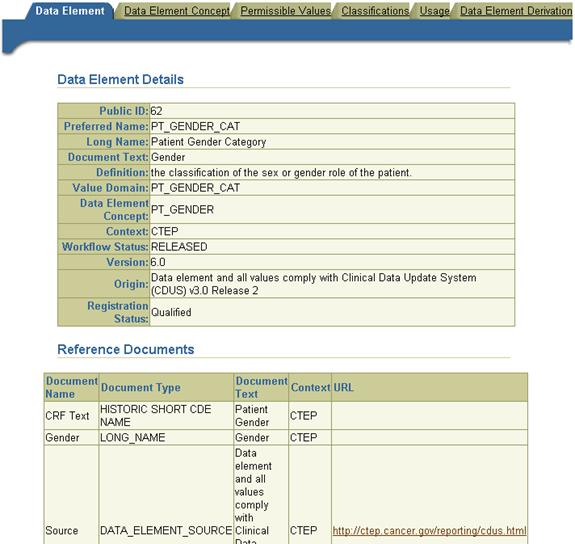 Data Element Data Element Concept Permissible Values Classifications Usage Data Element Derivation
Data Element Details
Public ID: 62
Preferred Name: PT_GENDER_CAT
Long Name: Patient Gender Category
Document Text: Gender
Definition: the classification of the sex or gender role of the patient.
Value Domain: PT_GENDER_CAT
Data Element
Concept: PT_GENDER
Context: CTEP
Workflow Status: RELEASED
Version: 6.0
Origin: Data element and all values comply with Clinical Data Update System
(CDUS) v3.0 Release 2
Registration
Status: Qualified
Reference Documents
Document
Name Document Type Document
Text Context URL
CRF Text HISTORIC SHORT CDE
NAME Patient
Gender CTEP
Gender LONG_NAME Gender CTEP
Source DATA_ELEMENT_SOURCE Data
element
and all
values
comply
with
Clinical
Data CTEP http://ctep.cancer.gov/reporting/cdus.html